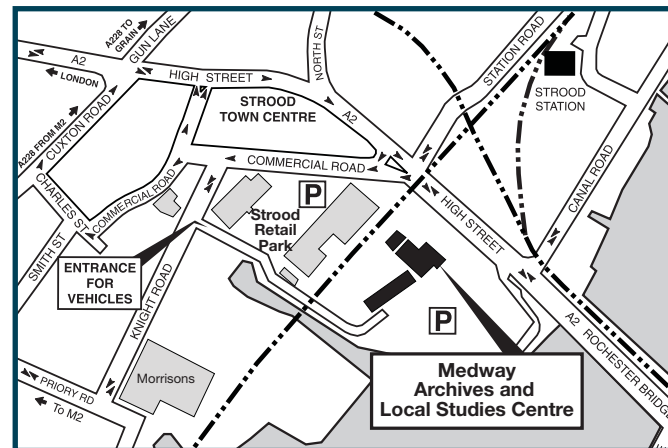 A228 TO
GRAIN
GUN LANE
A2
LONDON
HIGH STREET
NORTH ST
STATION ROAD
STROOD
STATION
A228 FROM M2
CUXTON ROAD
STROOD
TOWN CENTRE
A2
COMMERCIAL ROAD
CANAL ROAD
CHARLES ST
COMMERCIAL ROAD
P
Strood
Retail
Park
HIGH STREET
SMITH ST
ENTRANCE
FOR
VEHICLES
KNIGHT ROAD
P
A2 ROCHESTER BRIDG
Morrisons
Medway
Archives and
Local Studies Centre
PRIORY RD
To M2